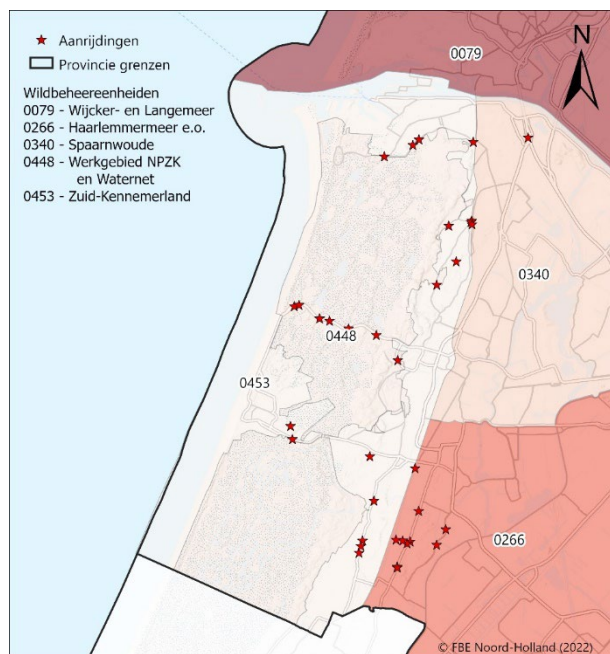 Aanrijdingen
Provincie grenzen
Wildbeheereenheiden
0079 - Wijcker- en Langemeer
0266 - Haarlemmermeer e.o.
0340 - Spaarnwoude
0448 - Werkgebied NPZK
en Waternet
0453 - Zuid-Kennemerland
N
0079
0340
0448
0453
0266
© FBE Noord-Holland (2022)